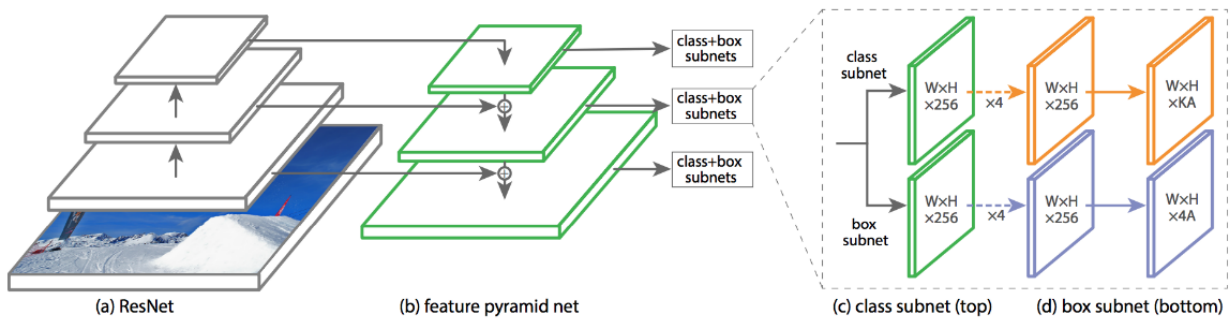 class+box
subnets
class+box
subnets
class+box
subnets
class
subnet
W×H
×256
×4
W×H
×256
W×H
×KA
W×H
×256
×4
W×H
×256
W×H
×4A
box
subnet
(a) ResNet
(b) feature pyramid net
(c) class subnet (top)
(d) box subnet (bottom)